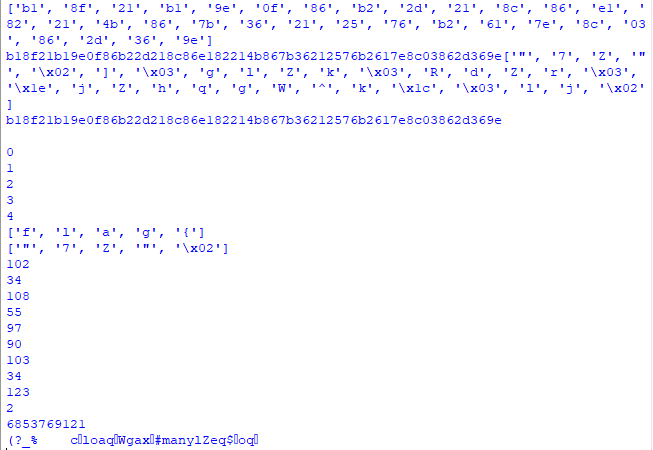 ['b1', '8f', '21', 'b1', '9e', '0f', '86', 'b2', '2d', '21', '8c', '86', 'e1', '
82', '21', '4b', '86', '7b', '36', '21', '25', '76', 'b2', '61', '7e', '8c', '03
', '86', '2d', '36', '9e']
b18f21b19e0f86b22d218c86e182214b867b36212576b2617e8c03862d369e['"', '7', 'Z', '"
', '\x02', ']', '\x03', 'g', 'l', 'Z', 'k', '\x03', 'R', 'd', 'Z', 'r', '\x03',
'\x1e', 'j', 'Z', 'h', 'q', 'g', 'W', '^', 'k', '\x1c', '\x03', 'l', 'j', '\x02'
]
b18f21b19e0f86b22d218c86e182214b867b36212576b2617e8c03862d369e
0
1
2
3
4
['f', 'l', 'a', 'g', '{']
['"', '7', 'Z', '"', '\x02']
102
34
108
55
97
90
103
34
123
2
6853769121
(?_% c▯loaq▯Wgax▯#manylZeq$▯oq▯